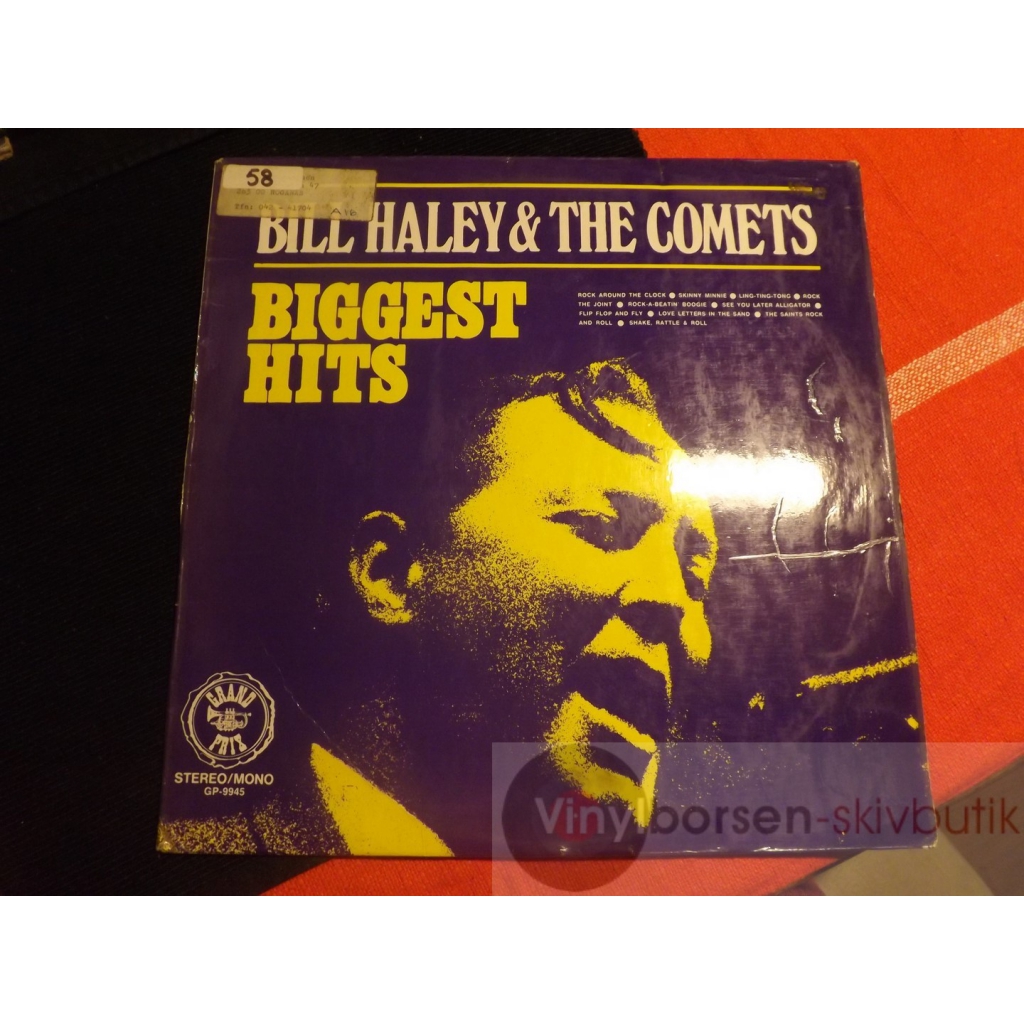 58
BILL HALEY & THE COMETS
BIGGEST
HITS
ROCK AROUND THE CLOCK ● SKINNY MINNIE ● LING-TING-TONG ● ROCK
THE JOINT ● ROCK-A-BEATIN BOOGIE ● SEE YOU LATER ALLIGATOR ●
FLIP FLOP AND FLY ● LOVE LETTERS IN THE SAND ● THE SAINTS ROCK
AND ROLL ● SHAKE, RATTLE & ROLL
GRAND
PRIX
STEREO/MONO
GP-9945
Vinylborsen-skivbutik